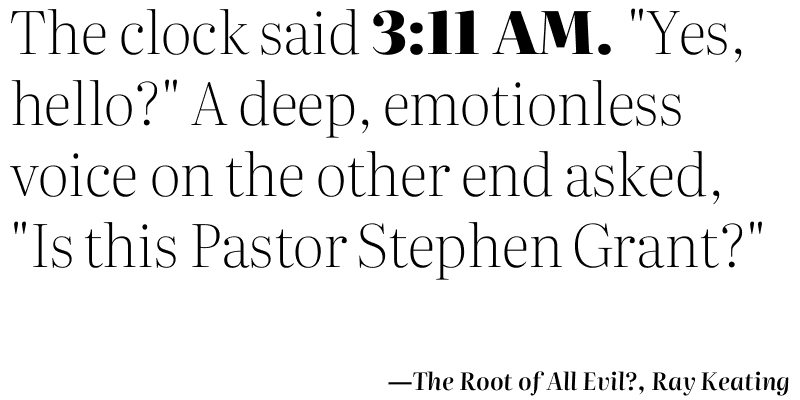 The clock said 3:11 AM. "Yes,
hello?" A deep, emotionless
voice on the other end asked,
"Is this Pastor Stephen Grant?"
—The Root of All Evil?, Ray Keating